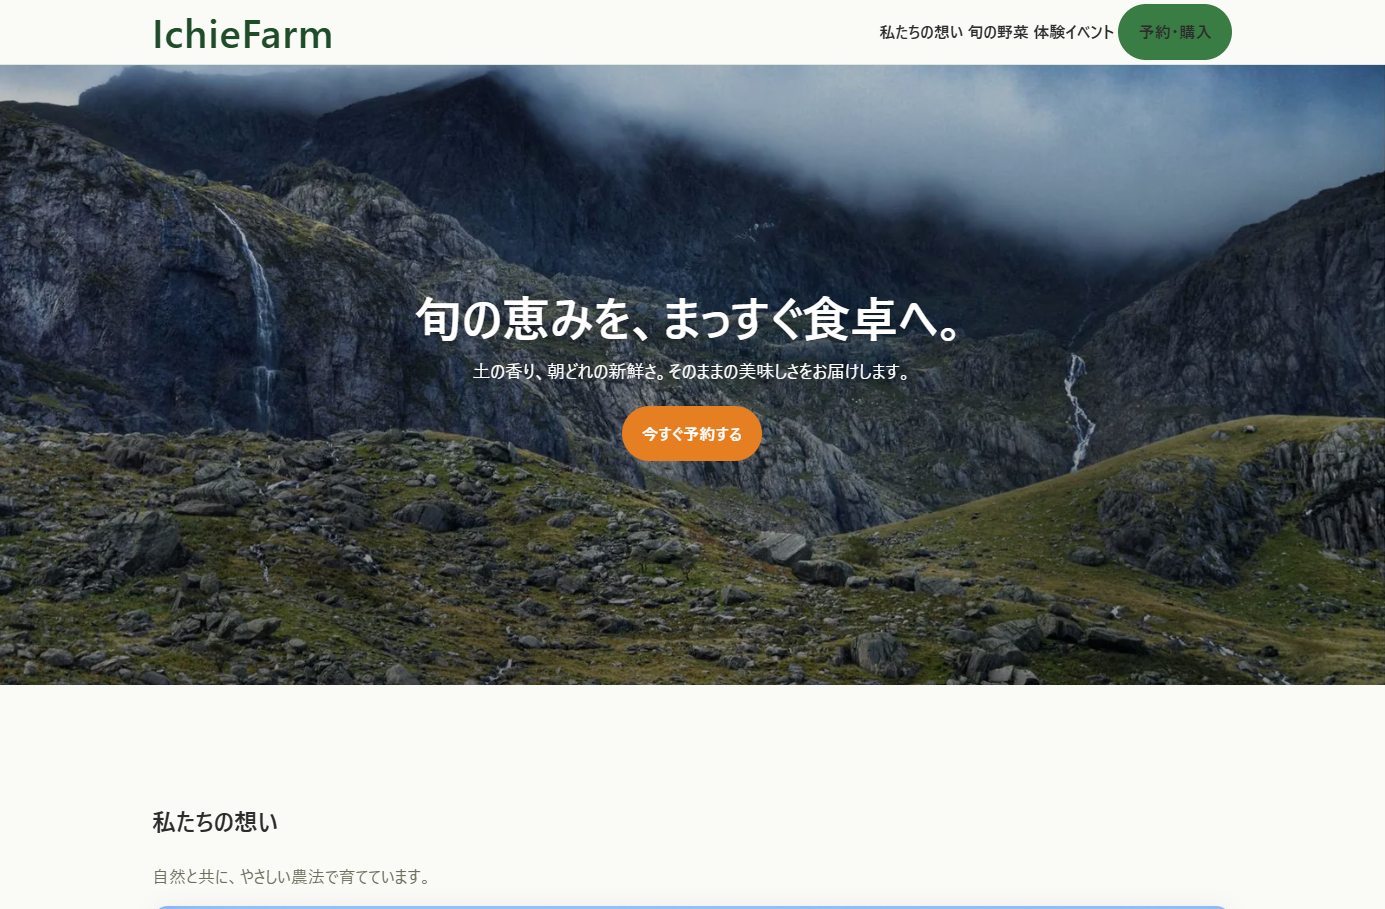 IchieFarm
私たちの想い 旬の野菜 体験イベント 予約・購入
旬の恵みを、まっすぐ食卓へ。
土の香り、朝どれの新鮮さ。そのままの美味しさをお届けします。
今すぐ予約する
私たちの想い
自然と共に、やさしい農法で育てています。